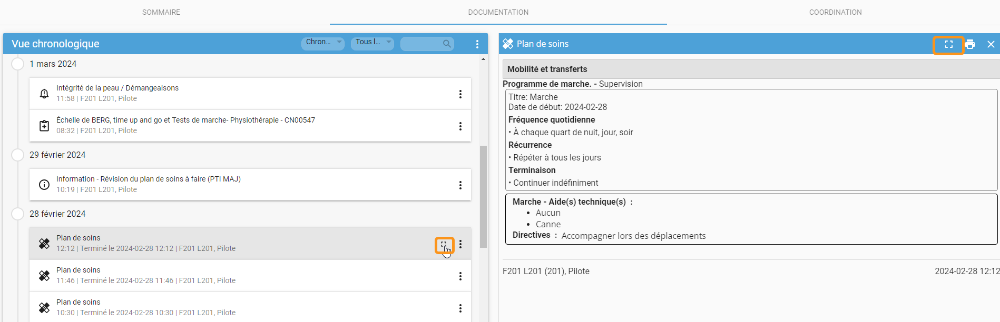 SOMMAIRE
DOCUMENTATION
COORDINATION
Vue chronologique
Chron...
Tous l...
1 mars 2024
Intégrité de la peau / Démangeaisons
11:58 | F201 L201, Pilote
Échelle de BERG, time up and go et Tests de marche- Physiothérapie - CN00547
08:32 | F201 L201, Pilote
29 février 2024
Information - Révision du plan de soins à faire (PTI MAJ)
10:19 | F201 L201, Pilote
28 février 2024
Plan de soins
12:12 | Terminé le 2024-02-28 12:12 | F201 L201, Pilote
Plan de soins
11:46 | Terminé le 2024-02-28 11:46 | F201 L201, Pilote
Plan de soins
10:30 | Terminé le 2024-02-28 10:30 | F201 L201, Pilote
Plan de soins
Mobilité et transferts
Programme de marche. - Supervision
Titre: Marche
Date de début: 2024-02-28
Fréquence quotidienne
• À chaque quart de nuit, jour, soir
Récurrence
• Répéter à tous les jours
Terminaison
• Continuer indéfiniment
Marche - Aide(s) technique(s) :
• Aucun
• Canne
Directives : Accompagner lors des déplacements
F201 L201 (201), Pilote
2024-02-28 12:12